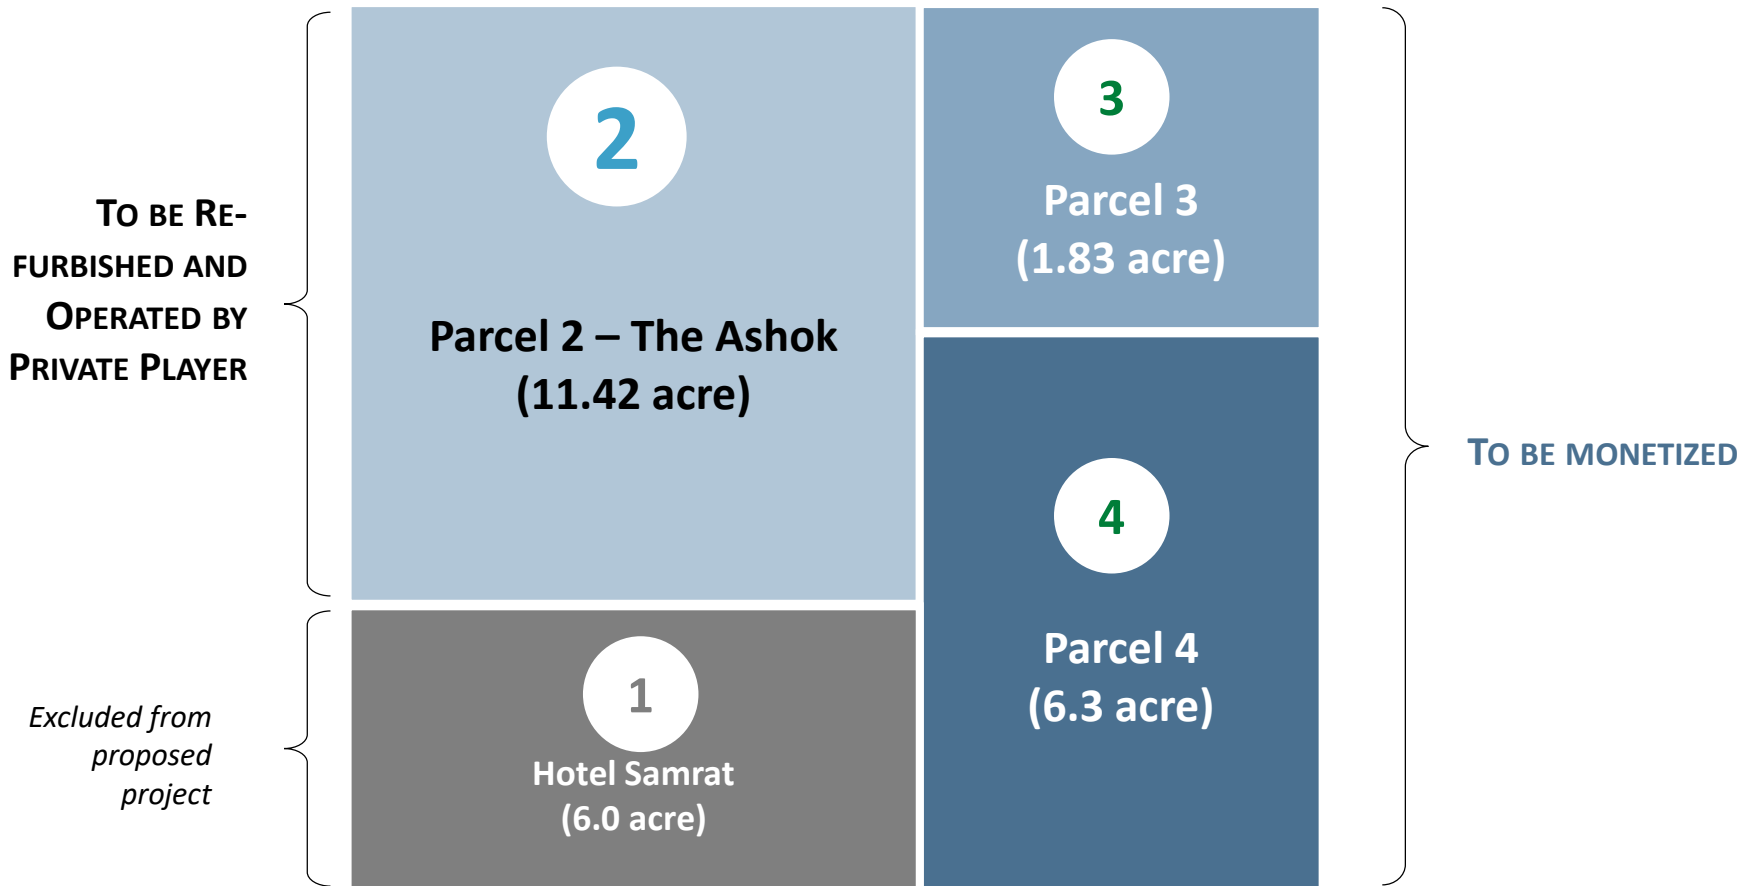 TO BE RE-
FURBISHED AND
OPERATED BY
PRIVATE PLAYER
2
Parcel 2 – The Ashok
(11.42 acre)
3
Parcel 3
(1.83 acre)
4
Parcel 4
(6.3 acre)
TO BE MONETIZED
Excluded from
proposed
project
1
Hotel Samrat
(6.0 acre)